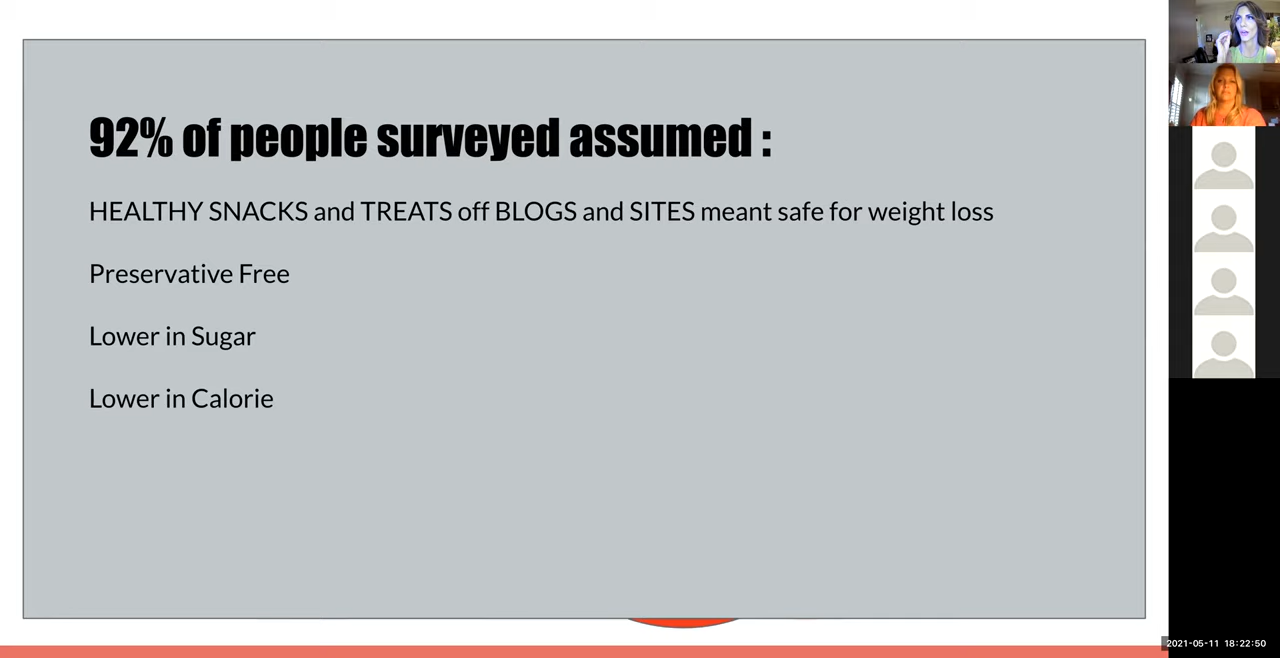 92% of people surveyed assumed :
HEALTHY SNACKS and TREATS off BLOGS and SITES meant safe for weight loss
Preservative Free
Lower in Sugar
Lower in Calorie
2021-05-11 18:22:50